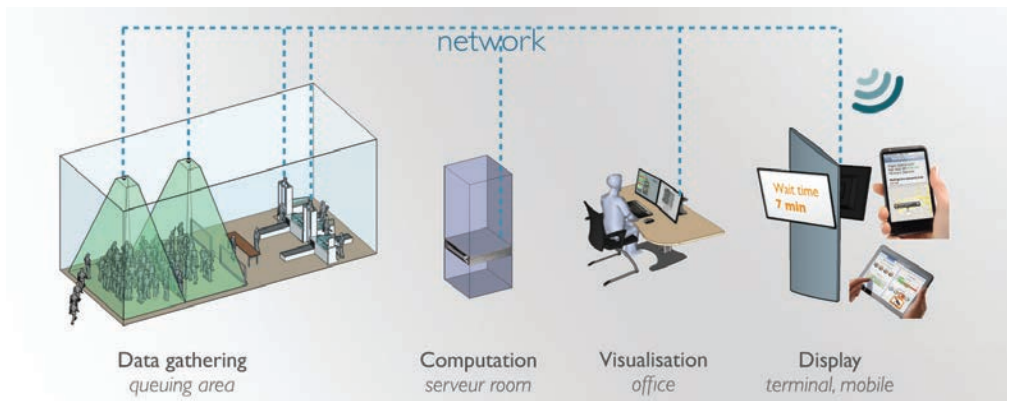 network
Wait time
7 min
Data gathering
queuing area
Computation
serveur room
Visualisation
office
Display
terminal, mobile